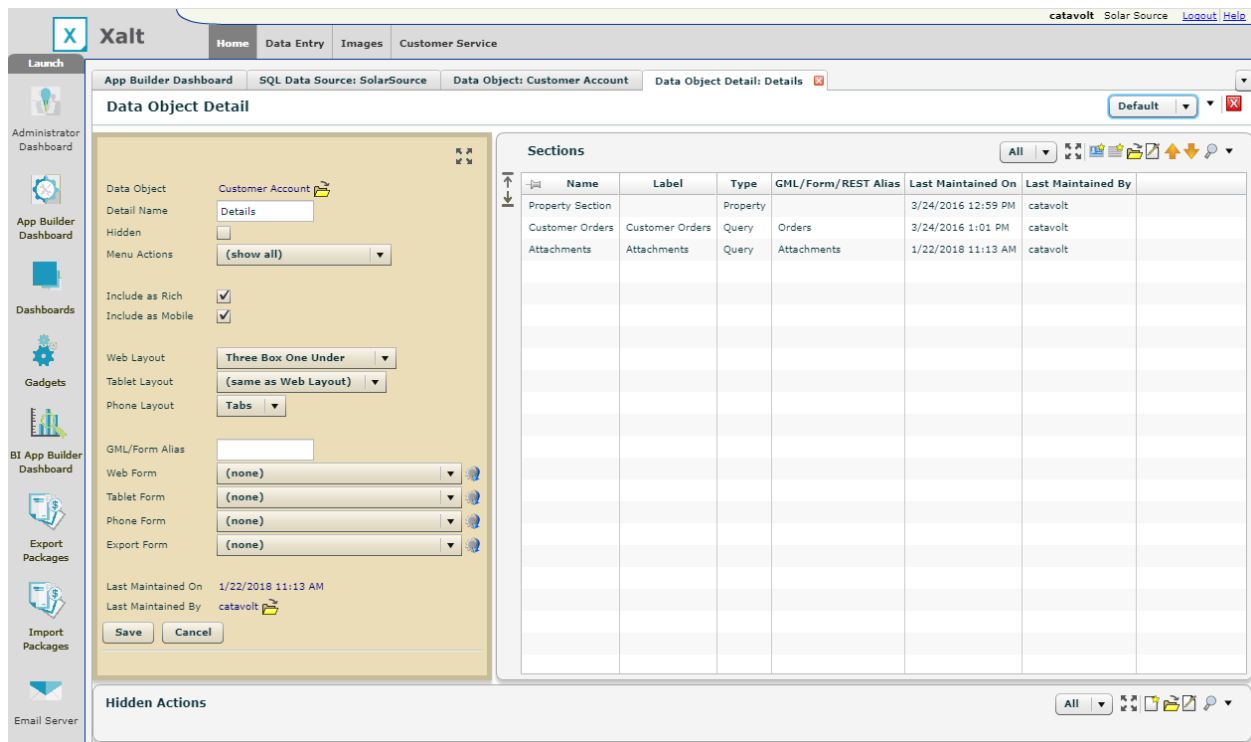 catavolt Solar Source Logout Help
X Xalt
Home Data Entry Images Customer Service
Launch
App Builder Dashboard SQL Data Source: SolarSource Data Object: Customer Account Data Object Detail: Details
Data Object Detail
Default
Administrator
Dashboard
App Builder
Dashboard
Dashboards
Gadgets
BI App Builder
Dashboard
Export
Packages
Import
Packages
Email Server
Data Object Customer Account
Detail Name Details
Hidden
Menu Actions (show all)
Include as Rich
Include as Mobile
Web Layout Three Box One Under
Tablet Layout (same as Web Layout)
Phone Layout Tabs
GML/Form Alias
Web Form (none)
Tablet Form (none)
Phone Form (none)
Export Form (none)
Last Maintained On 1/22/2018 11:13 AM
Last Maintained By catavolt
Save Cancel
Sections
All
Name Label Type GML/Form/REST Alias Last Maintained On Last Maintained By
Property Section Property 3/24/2016 12:59 PM catavolt
Customer Orders Customer Orders Query Orders 3/24/2016 1:01 PM catavolt
Attachments Attachments Query Attachments 1/22/2018 11:13 AM catavolt
Hidden Actions
All